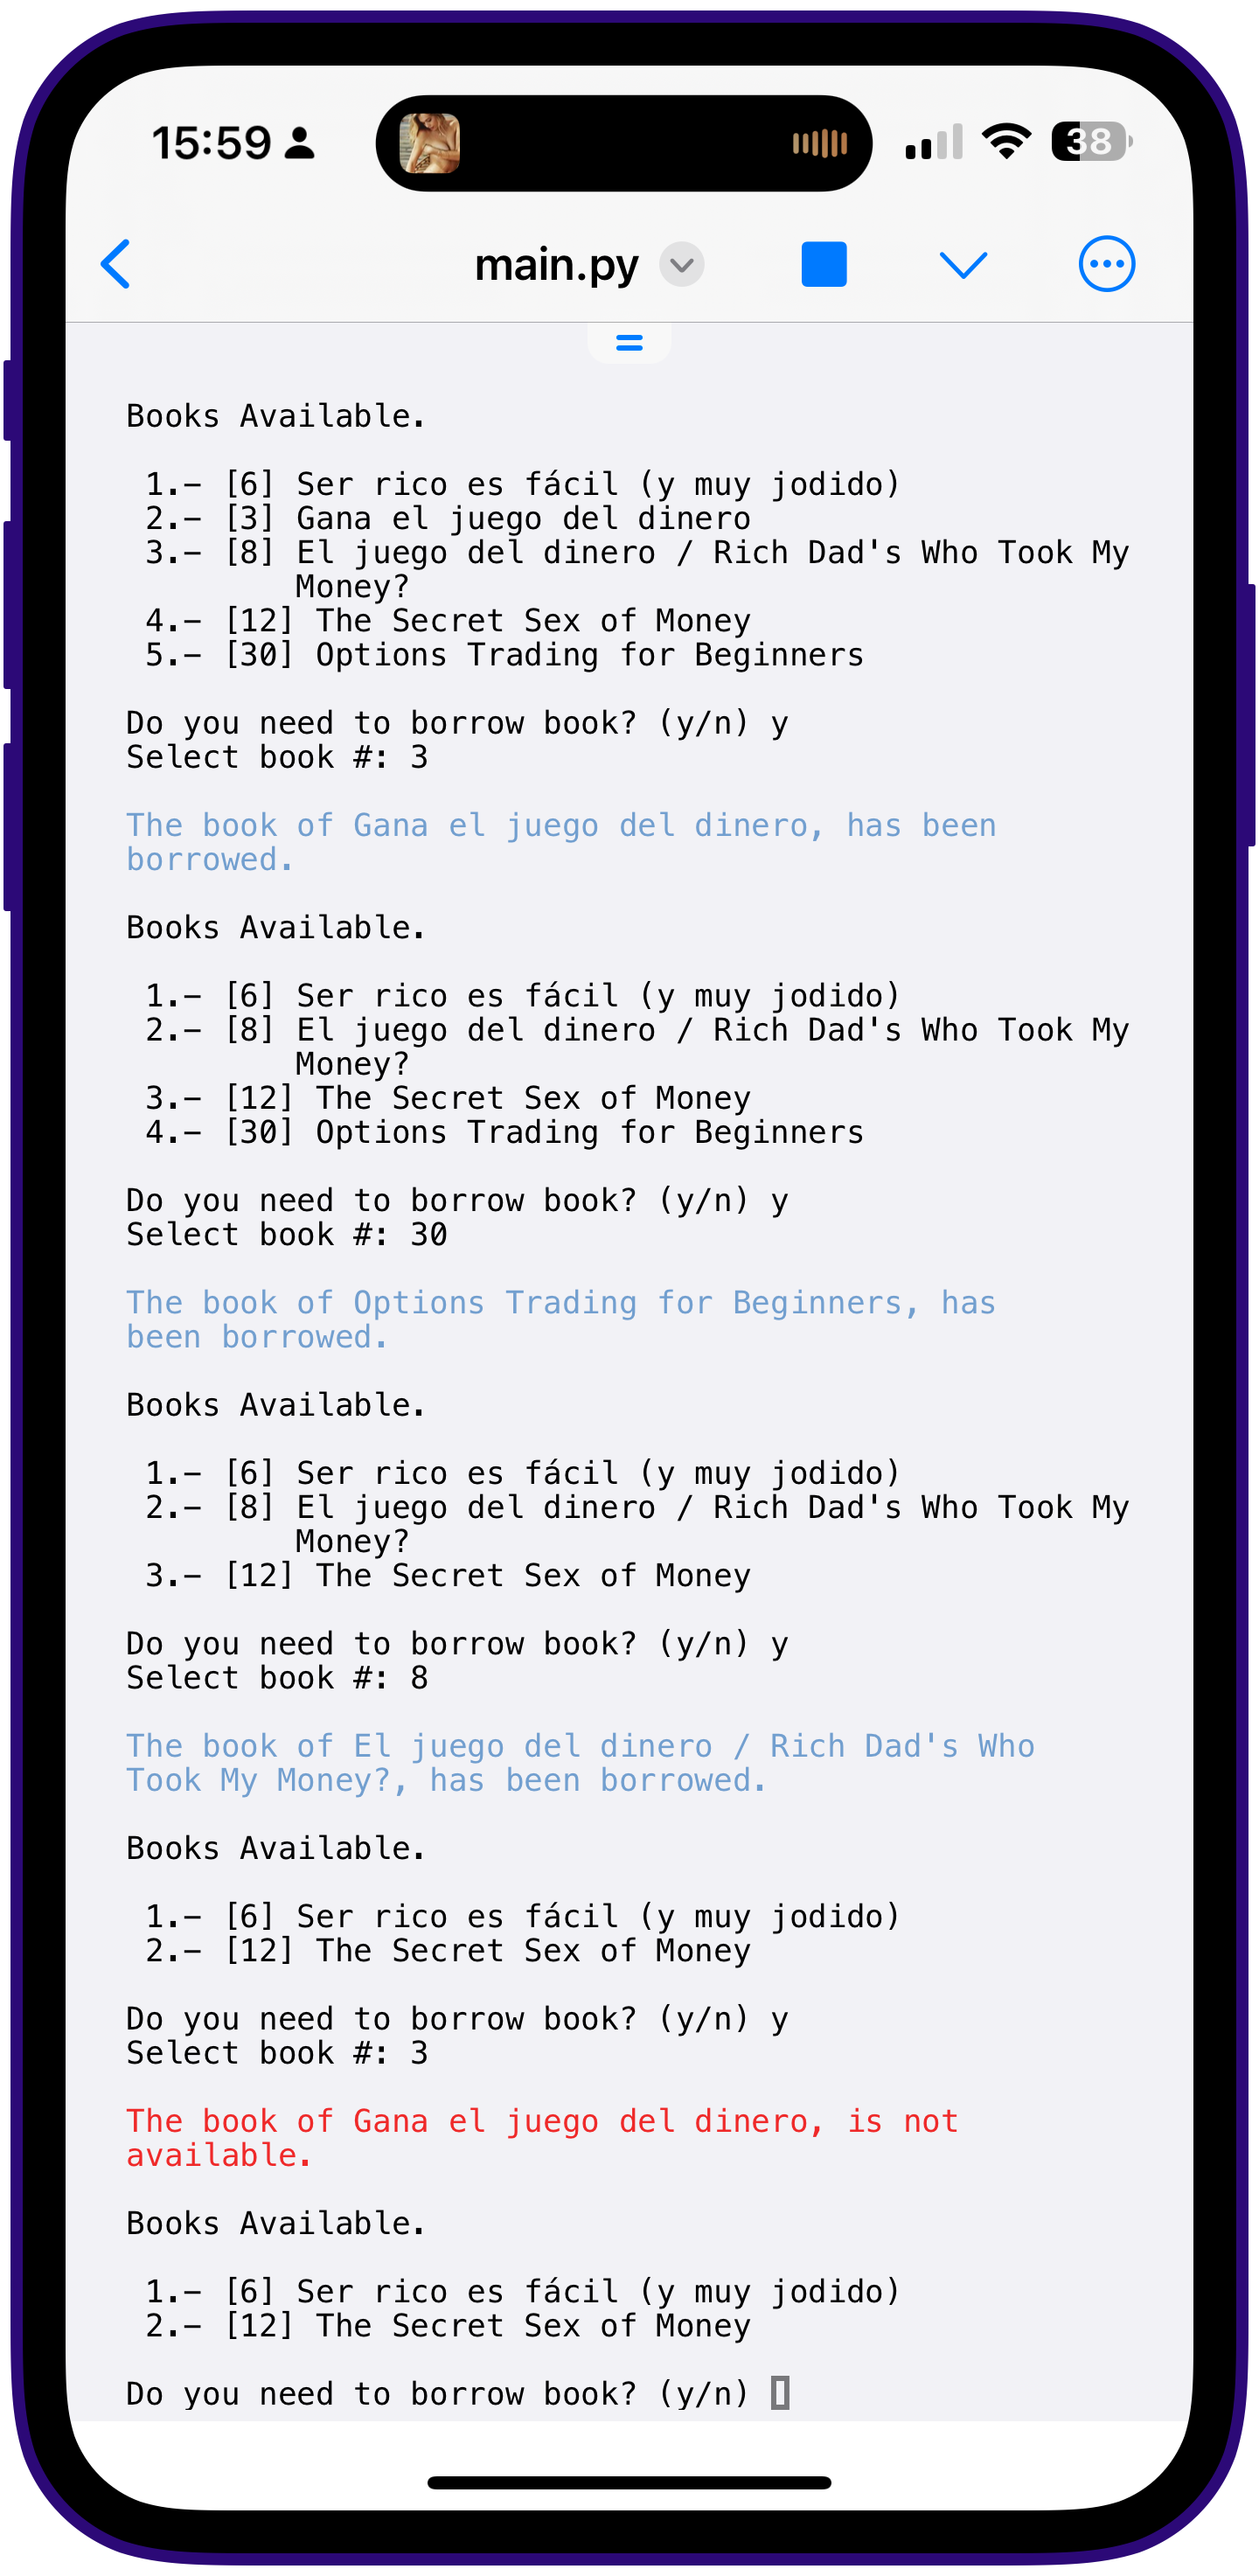 15:59
38
main.py
Books Available.
1.– [6] Ser rico es fácil (y muy jodido)
2.– [3] Gana el juego del dinero
3.– [8] El juego del dinero / Rich Dad's Who Took My
Money?
4.– [12] The Secret Sex of Money
5.– [30] Options Trading for Beginners
Do you need to borrow book? (y/n) y
Select book #: 3
The book of Gana el juego del dinero, has been
borrowed.
Books Available.
1.– [6] Ser rico es fácil (y muy jodido)
2.– [8] El juego del dinero / Rich Dad's Who Took My
Money?
3.– [12] The Secret Sex of Money
4.– [30] Options Trading for Beginners
Do you need to borrow book? (y/n) y
Select book #: 30
The book of Options Trading for Beginners, has
been borrowed.
Books Available.
1.– [6] Ser rico es fácil (y muy jodido)
2.– [8] El juego del dinero / Rich Dad's Who Took My
Money?
3.– [12] The Secret Sex of Money
Do you need to borrow book? (y/n) y
Select book #: 8
The book of El juego del dinero / Rich Dad's Who
Took My Money?, has been borrowed.
Books Available.
1.– [6] Ser rico es fácil (y muy jodido)
2.– [12] The Secret Sex of Money
Do you need to borrow book? (y/n) y
Select book #: 3
The book of Gana el juego del dinero, is not
available.
Books Available.
1.– [6] Ser rico es fácil (y muy jodido)
2.– [12] The Secret Sex of Money
Do you need to borrow book? (y/n)